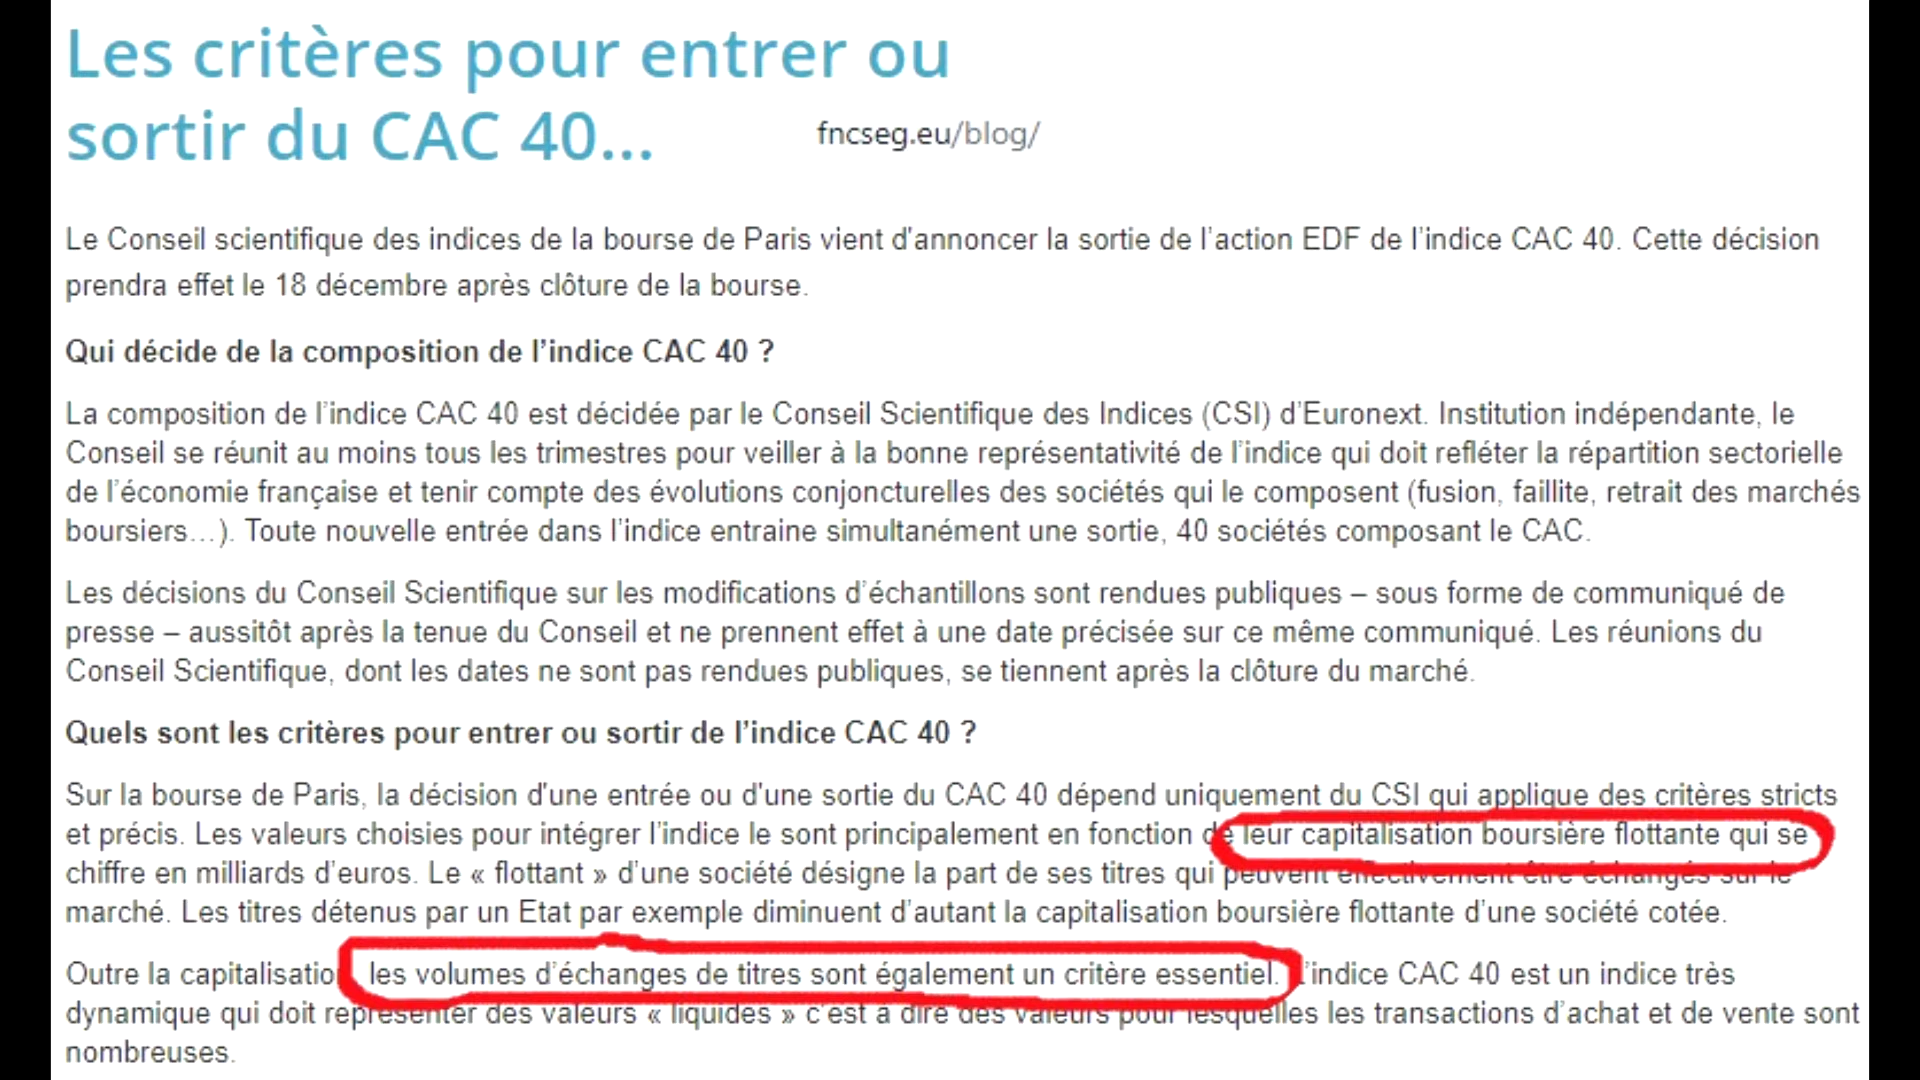 Les critères pour entrer ou
sortir du CAC 40...
fncseg.eu/blog/
Le Conseil scientifique des indices de la bourse de Paris vient d'annoncer la sortie de l'action EDF de l'indice CAC 40. Cette décision
prendra effet le 18 décembre après clôture de la bourse.
Qui décide de la composition de l'indice CAC 40 ?
La composition de l'indice CAC 40 est décidée par le Conseil Scientifique des Indices (CSI) d'Euronext. Institution indépendante, le
Conseil se réunit au moins tous les trimestres pour veiller à la bonne représentativité de l'indice qui doit refléter la répartition sectorielle
de l'économie française et tenir compte des évolutions conjoncturelles des sociétés qui le composent (fusion, faillite, retrait des marchés
boursiers…). Toute nouvelle entrée dans l'indice entraine simultanément une sortie, 40 sociétés composant le CAC.
Les décisions du Conseil Scientifique sur les modifications d'échantillons sont rendues publiques – sous forme de communiqué de
presse – aussitôt après la tenue du Conseil et ne prennent effet à une date précisée sur ce même communiqué. Les réunions du
Conseil Scientifique, dont les dates ne sont pas rendues publiques, se tiennent après la clôture du marché.
Quels sont les critères pour entrer ou sortir de l'indice CAC 40 ?
Sur la bourse de Paris, la décision d'une entrée ou d'une sortie du CAC 40 dépend uniquement du CSI qui applique des critères stricts
et précis. Les valeurs choisies pour intégrer l'indice le sont principalement en fonction de leur capitalisation boursière flottante qui se
chiffre en milliards d'euros. Le « flottant » d'une société désigne la part de ses titres qui peuvent effectivement être échangés sur le
marché. Les titres détenus par un Etat par exemple diminuent d'autant la capitalisation boursière flottante d'une société cotée.
Outre la capitalisation les volumes d'échanges de titres sont également un critère essentiel. L'indice CAC 40 est un indice très
dynamique qui doit représenter des valeurs « liquides » c'est à dire des valeurs pour lesquelles les transactions d'achat et de vente sont
nombreuses.